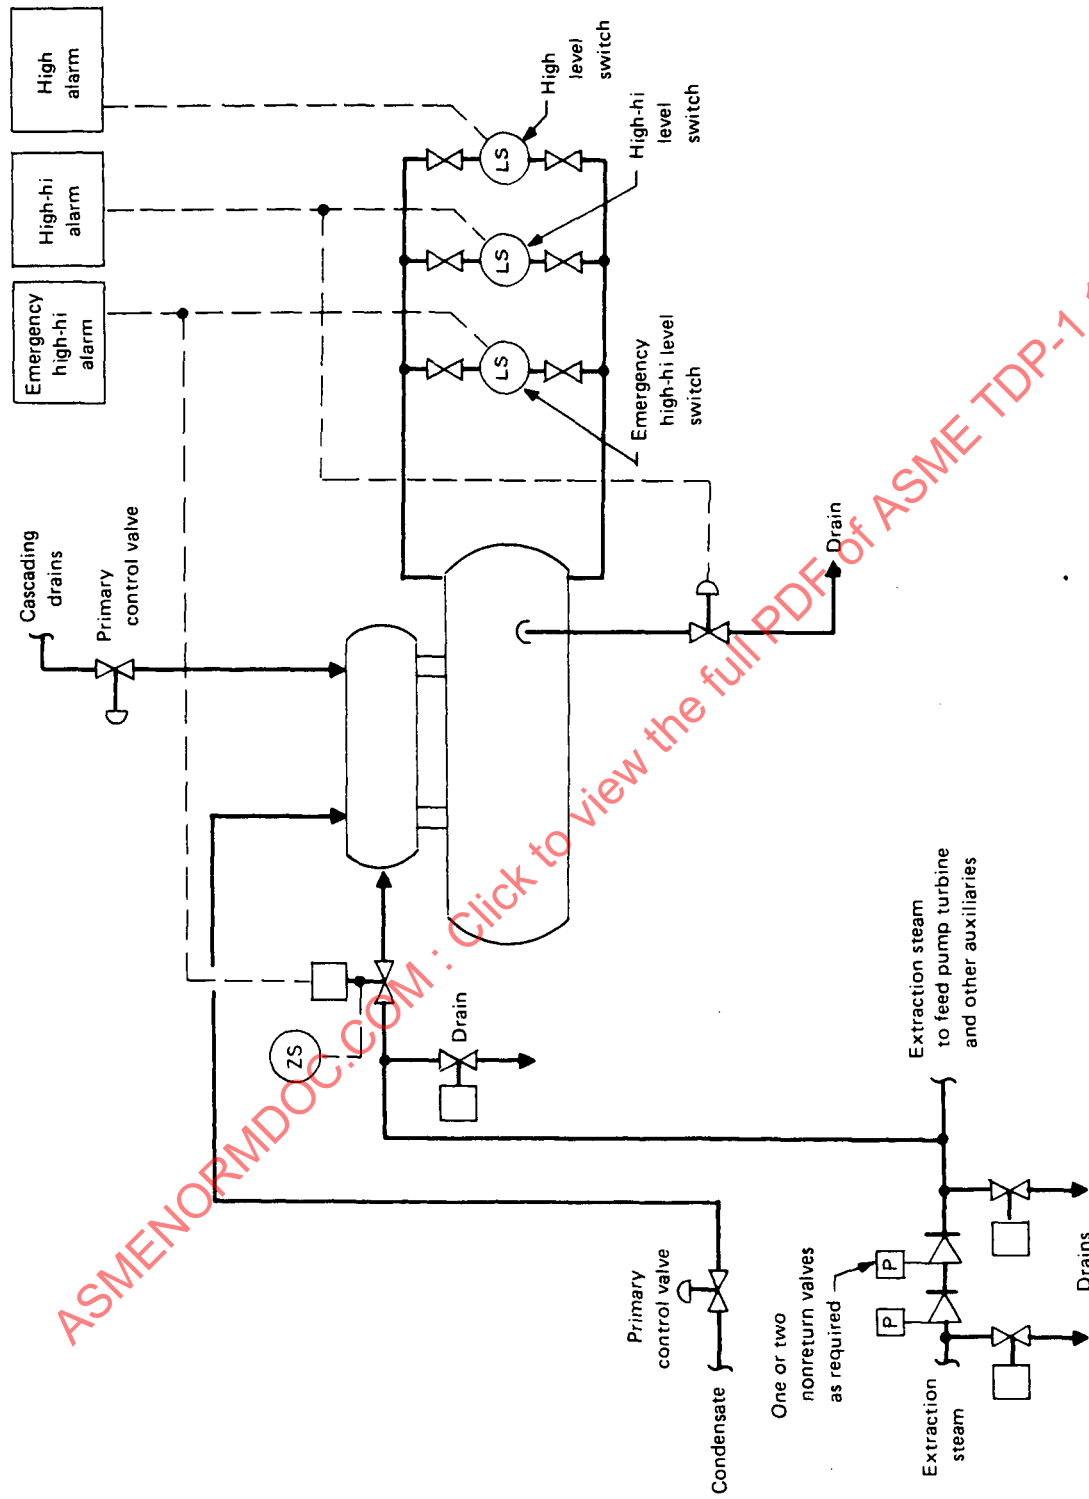 Emergency
high-hi
alarm
High-hi
alarm
High
alarm
Cascading
drains
Primary
control valve
LS
LS
LS
High
level
switch
High-hi
level
switch
Emergency
high-hi level
switch
ZS
Drain
Drain
Primary
control valve
Condensate
One or two
nonreturn valves
as required
P
P
Extraction
steam
Extraction steam
to feed pump turbine
and other auxiliaries
Drains
ASMENORMDOC.COM : Click to view the full PDF of ASME TDP-1